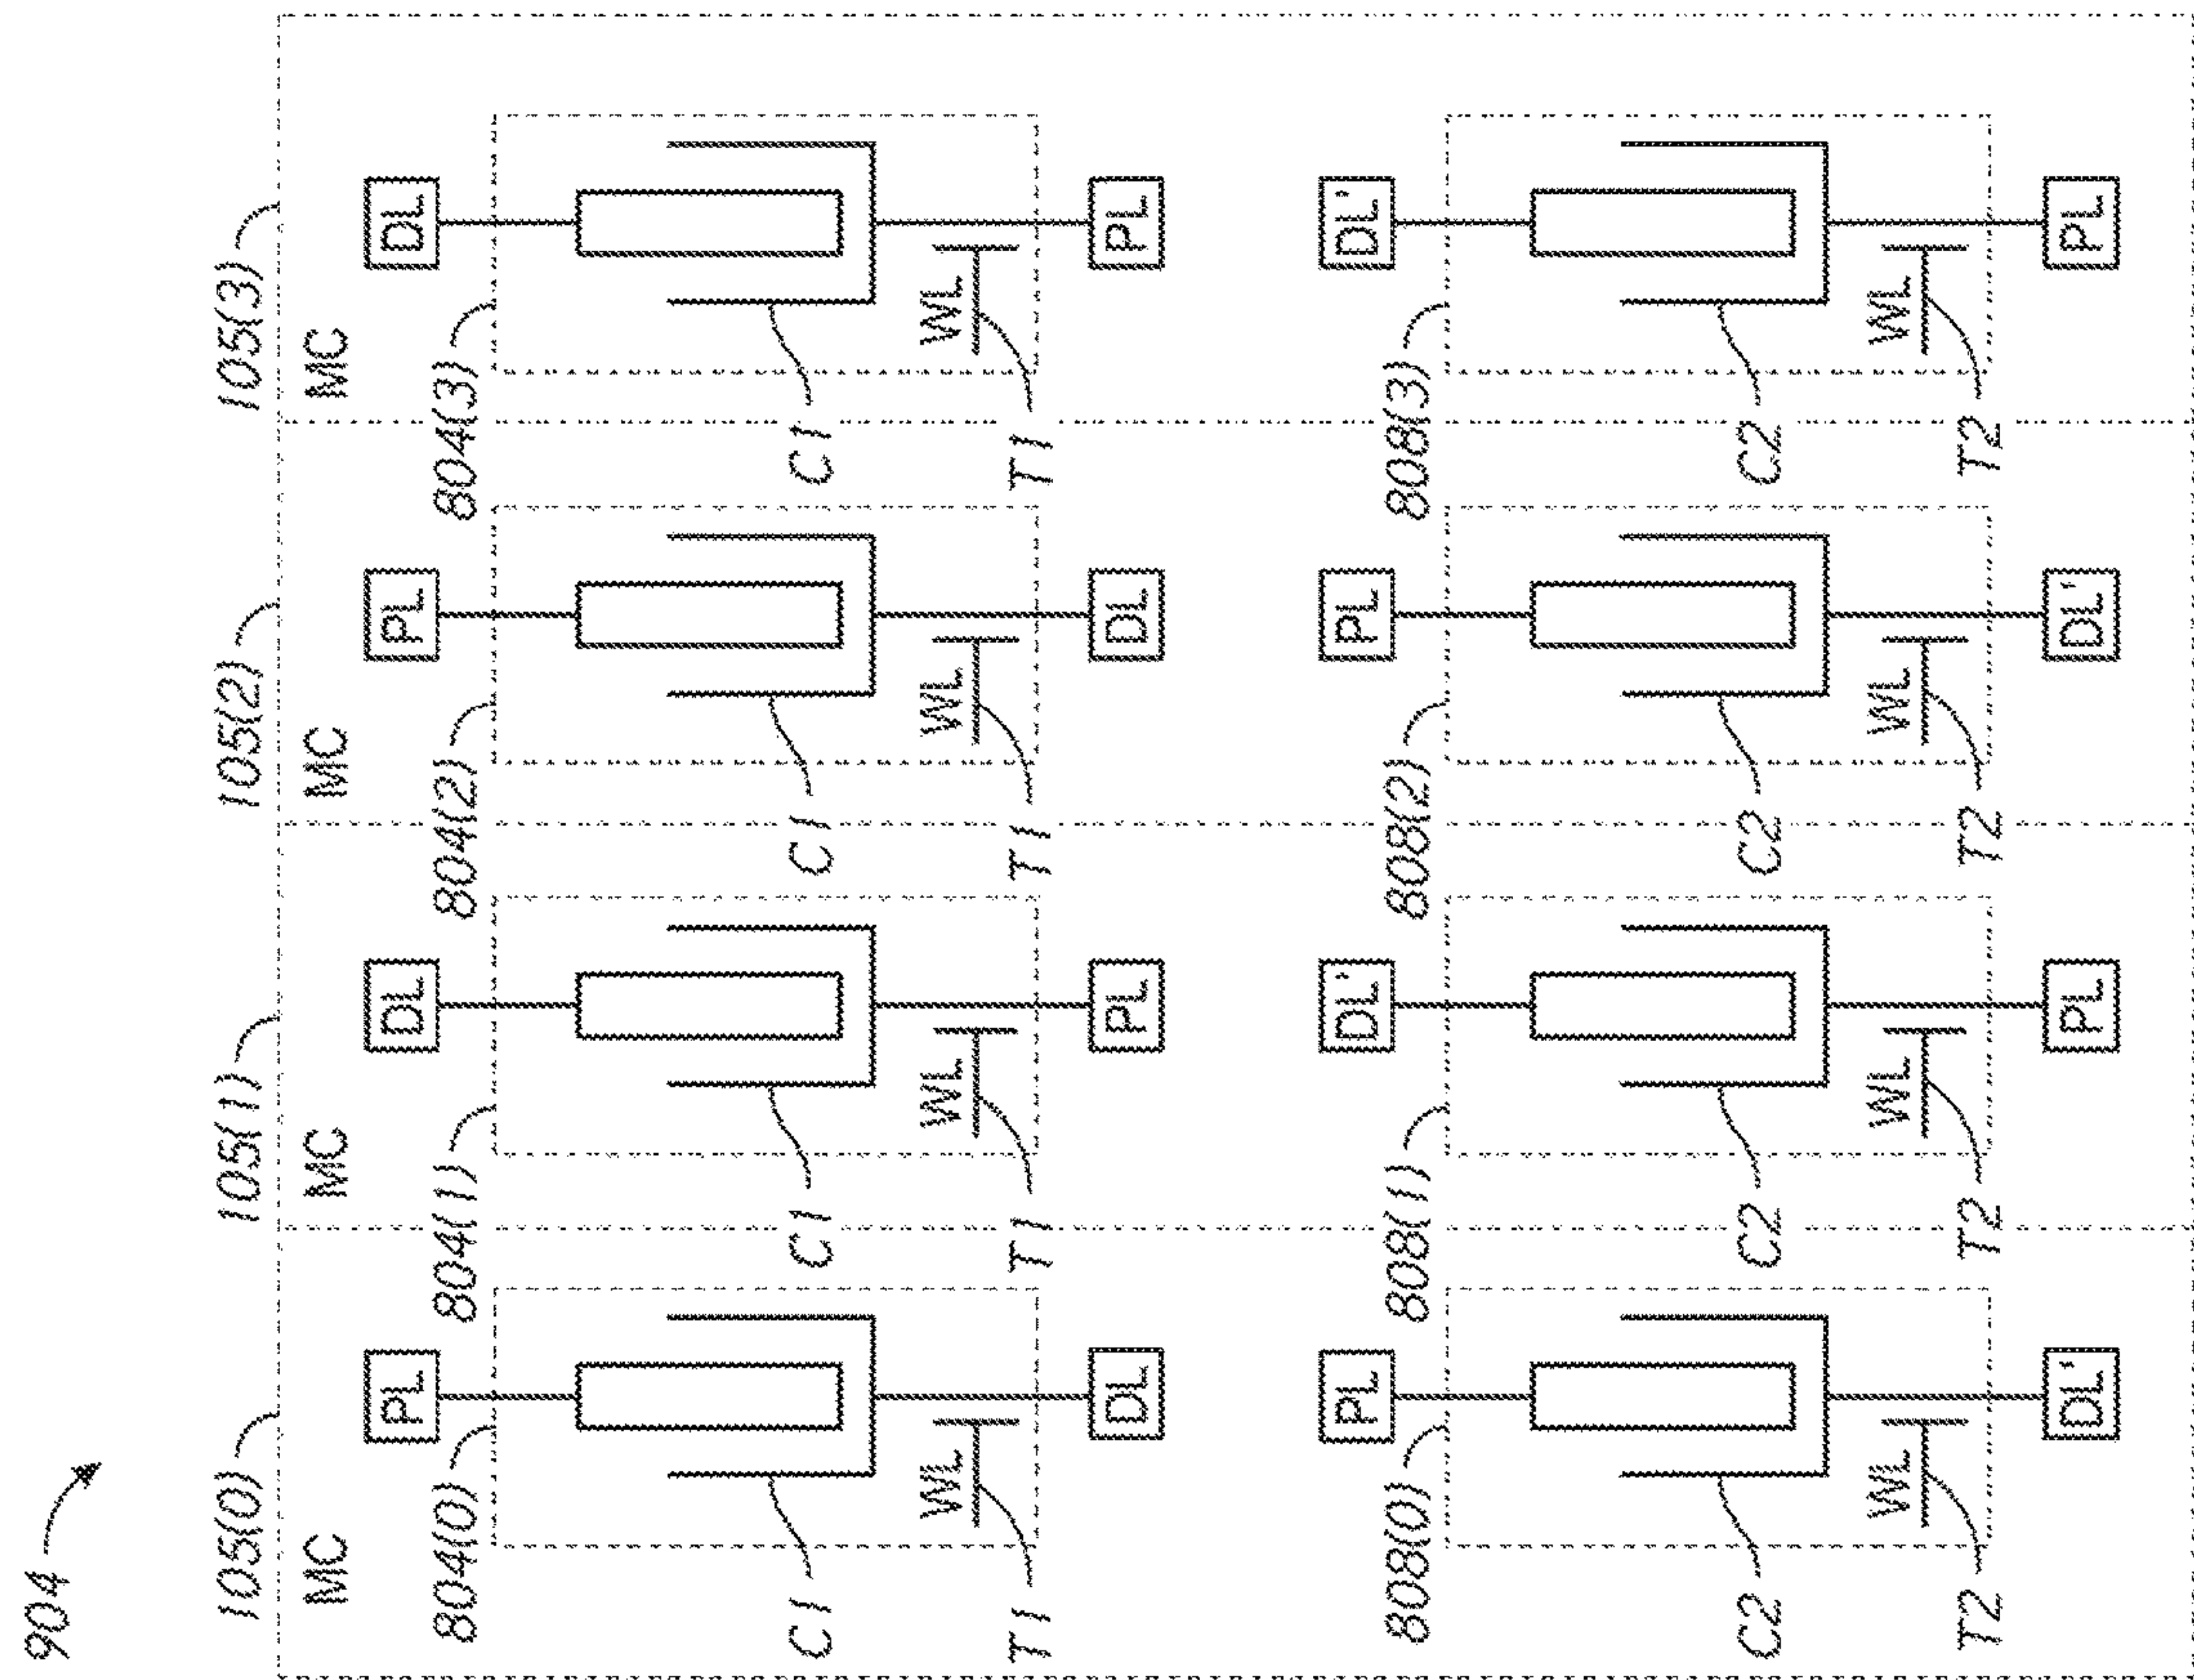 904
105(0) 105(1) 105(2) 105(3)
MC MC MC MC
PL DL PL DL
804(0) 804(1) 804(2) 804(3)
C1 C1 C1 C1
WL WL WL WL
T1 T1 T1 T1
DL PL DL PL
PL DL' PL DL'
808(0) 808(1) 808(2) 808(3)
C2 C2 C2 C2
WL WL WL WL
T2 T2 T2 T2
DL' PL DL' PL